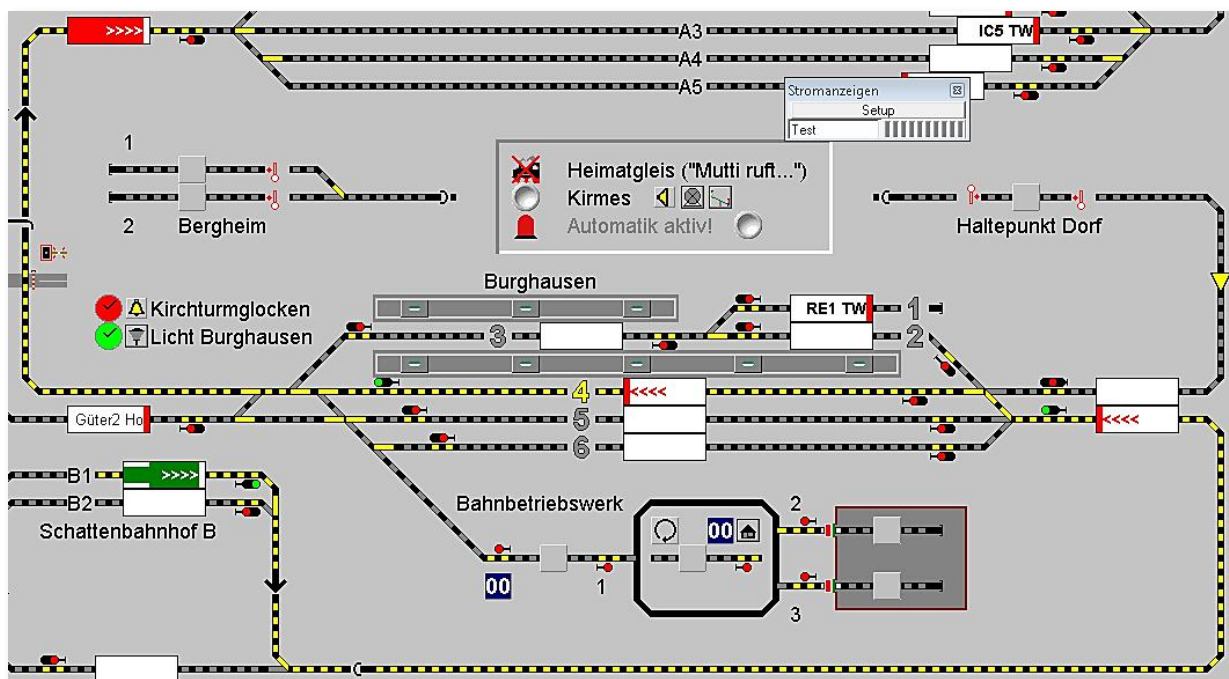 >>>>
A3
IC5 TW
A4
A5
Stromanzeigen
Setup
Test
1
2
Bergheim
Heimatgleis ("Mutti ruft...")
Kirmes
Automatik aktiv!
Haltepunkt Dorf
Burghausen
Kirchturmglocken
Licht Burghausen
RE1 TW
1
3
2
4
<<<<
Güter2 Ho
5
<<<<
6
B1
>>>>
B2
Schattenbahnhof B
Bahnbetriebswerk
2
00
00
1
3